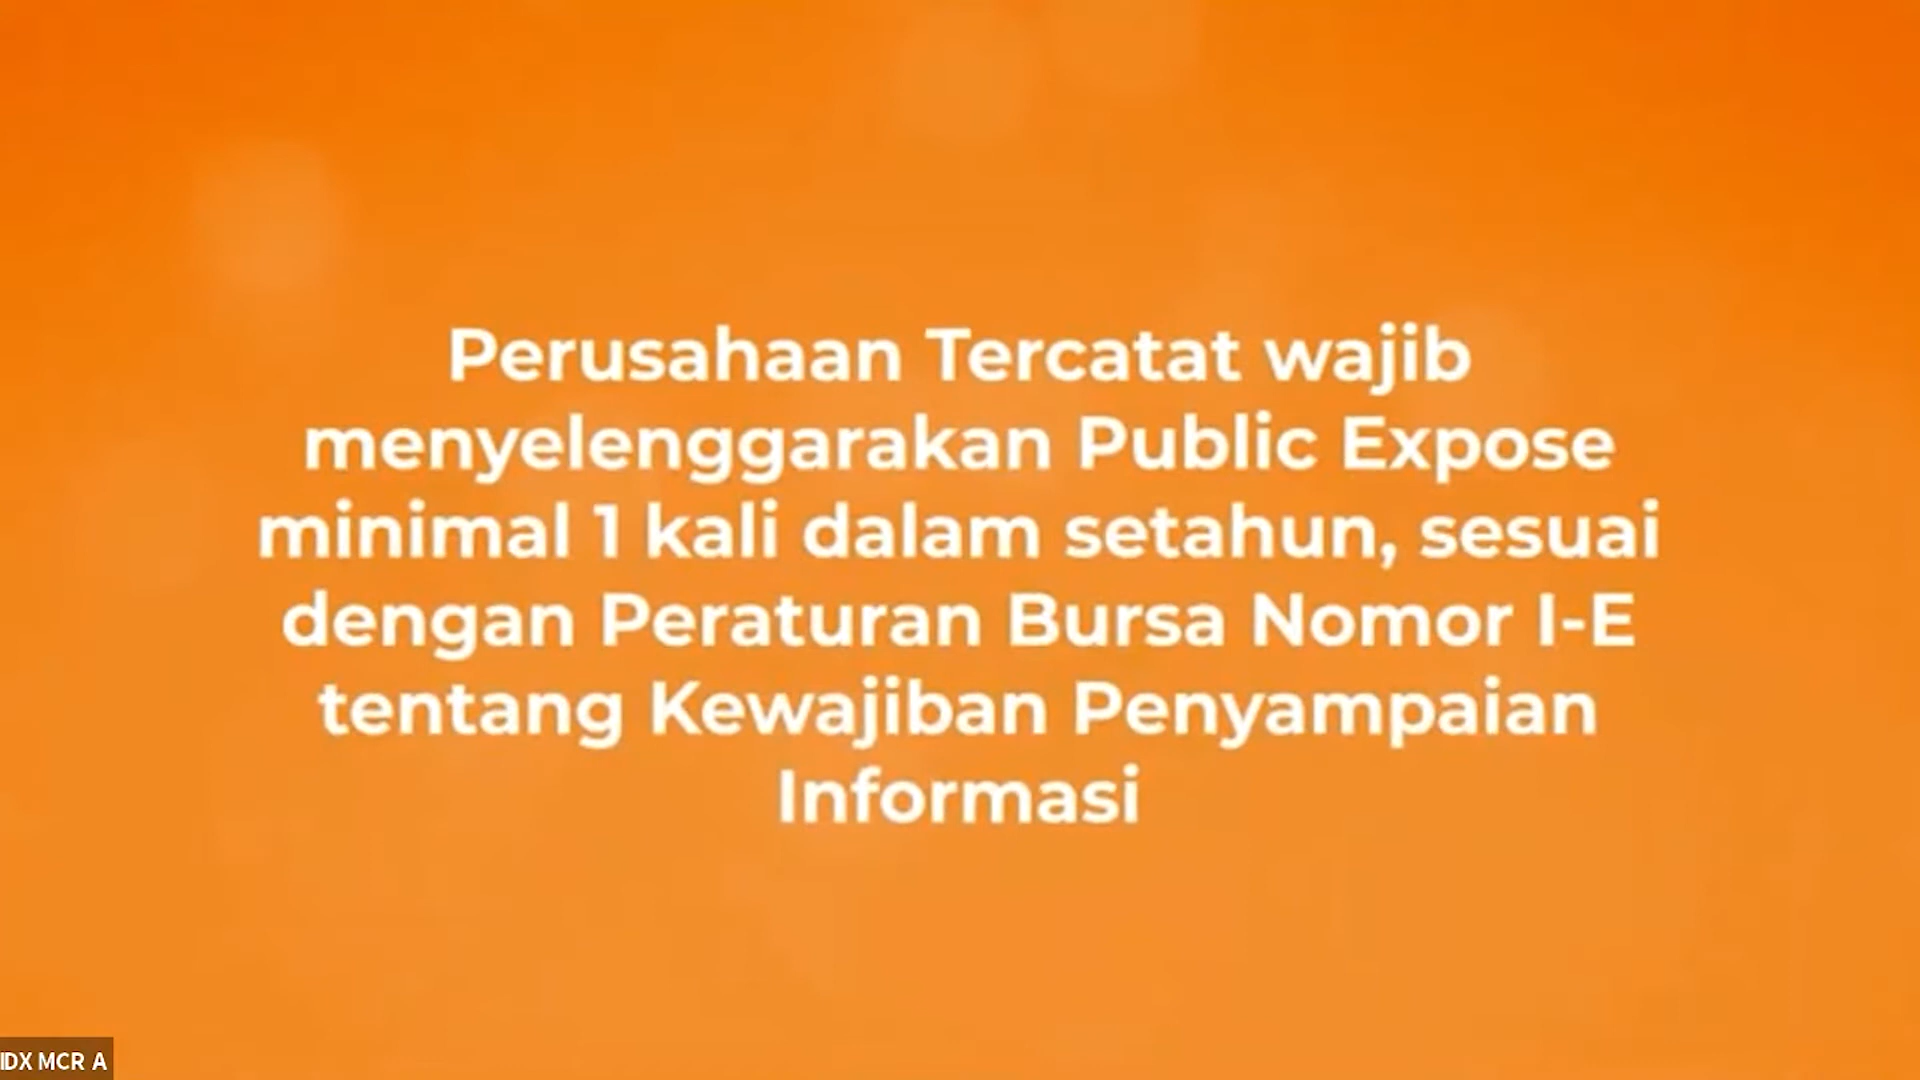 Perusahaan Tercatat wajib
menyelenggarakan Public Expose
minimal 1 kali dalam setahun, sesuai
dengan Peraturan Bursa Nomor I-E
tentang Kewajiban Penyampaian
Informasi
IDX MCR A